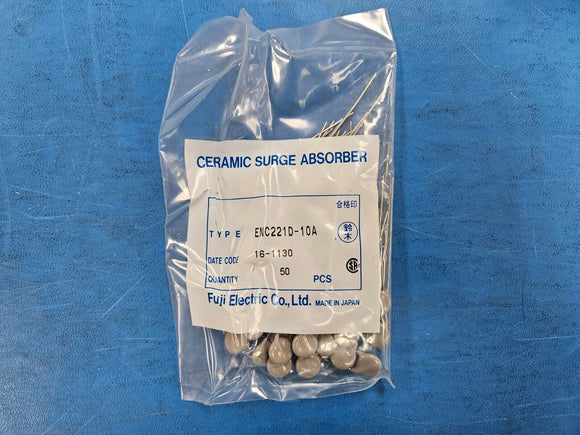 CERAMIC SURGE ABSORBER
合格印
TYPE ENC221D-10A
鈴木
DATE CODE 16-1130
QUANTITY 50 PCS
Fuji Electric Co., Ltd. MADE IN JAPAN